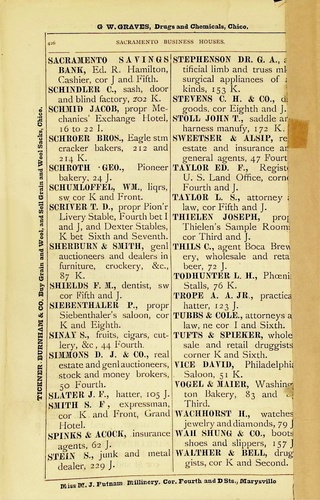 G W. GRAVES, Drugs and Chemicals, Chico.
426 SACRAMENTO BUSINESS HOUSES.
TICKNER, BURNHAM & CO. Buy Grain and Wool, and Sell Grain and Wool Sacks, Chico.
SACRAMENTO SAVINGS
BANK, Ed. R. Hamilton,
Cashier, cor J and Fifth.
SCHINDLER C., sash, door
and blind factory, 202 K.
SCHMID JACOB, propr Me-
chanics' Exchange Hotel,
16 to 22 I.
SCHROER BROS., Eagle stm
cracker bakers, 212 and
214 K.
SCHROTH GEO., Pioneer
bakery, 24 J.
SCHUMLOFFEL, WM., liqrs,
sw cor K and Front.
SCRIVER T. D., propr Pion'r
Livery Stable, Fourth bet I
and J, and Dexter Stables,
K bet Sixth and Seventh.
SHERBURN & SMITH, genl
auctioneers and dealers in
furniture, crockery, &c.,
87 K.
SHIELDS F. M., dentist, sw
cor Fifth and J.
SIEBENTHALER P., propr
Siebenthaler's saloon, cor
K and Eighth.
SINAY S., fruits, cigars, cut-
lery, &c., 44 Fourth.
SIMMONS D. J. & CO., real
estate and genl auctioneers,
stock and money brokers,
50 Fourth.
SLATER J. F., hatter, 105 J.
SMITH S. F, expressman,
cor K and Front, Grand
Hotel.
SPINKS & ACOCK, insurance
agents, 62 J.
STEIN S., junk and metal
dealer, 229 J.
STEPHENSON DR. G. A.,
tificial limb and truss
surgical appliances of
kinds, 153 K.
STEVENS C. H. & CO.,
goods, cor Eighth and J.
STOLL JOHN T., saddle
harness manufy, 172 K.
SWEETSER & ALSIP,
estate and insurance
general agents, 47 Fourt
TAYLOR ED. F., Regist
U. S. Land Office, corn
Fourth and J.
TAYLOR L. S., attorney
law, cor Fifth and J.
THIELEN JOSEPH, pro
Thielen's Sample Room
cor Third and J.
THILS C., agent Boca Brew
ery, wholesale and reta
beer, 72 J.
TODHUNTER L. H., Phoeni
Stalls, 76 K.
TROPE A. A. JR., practica
hatter, 123 J.
TUBBS & COLE, attorneys a
law, ne cor I and Sixth.
TUFTS & SPIEKER, whole
sale and retail druggists
corner K and Sixth.
VICE DAVID, Philadelphi
Saloon, 51 K.
VOGEL & MAIER, Washing
ton Bakery, 83 and
Third.
WACHHORST H., watches
jewelry and diamonds, 79 J
WAH SHUNG & CO., boots
shoes and slippers, 157 J
WALTHER & BELL, drug
gists, cor K and Second.
Miss M. J. Putnam Millinery. Cor. Fourth and D Sts., Marysville